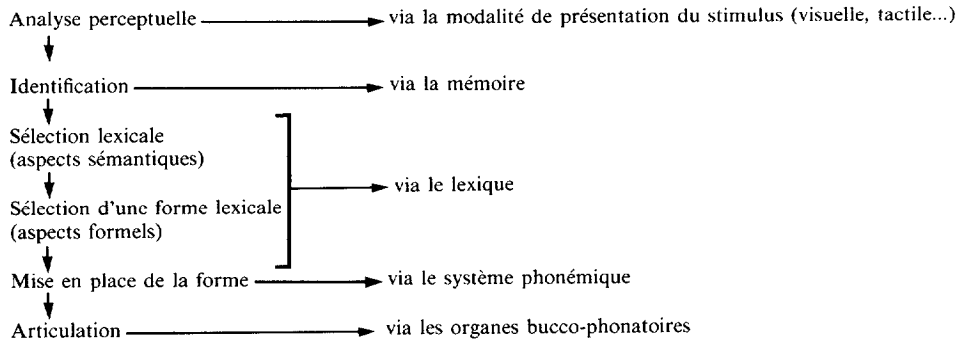 Analyse perceptuelle via la modalité de présentation du stimulus (visuelle, tactile...)
Identification via la mémoire
Sélection lexicale
(aspects sémantiques)
via le lexique
Sélection d'une forme lexicale
(aspects formels)
Mise en place de la forme via le système phonémique
Articulation via les organes bucco-phonatoires